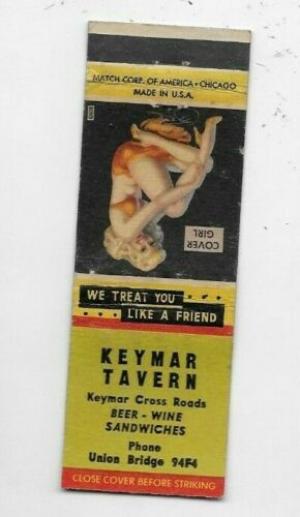 MATCH CORP. OF AMERICA • CHICAGO
MADE IN U.S.A.
COVER
GIRL
WE TREAT YOU • • •
• • • LIKE A FRIEND
KEYMAR
TAVERN
Keymar Cross Roads
BEER - WINE
SANDWICHES
Phone
Union Bridge 94F4
CLOSE COVER BEFORE STRIKING